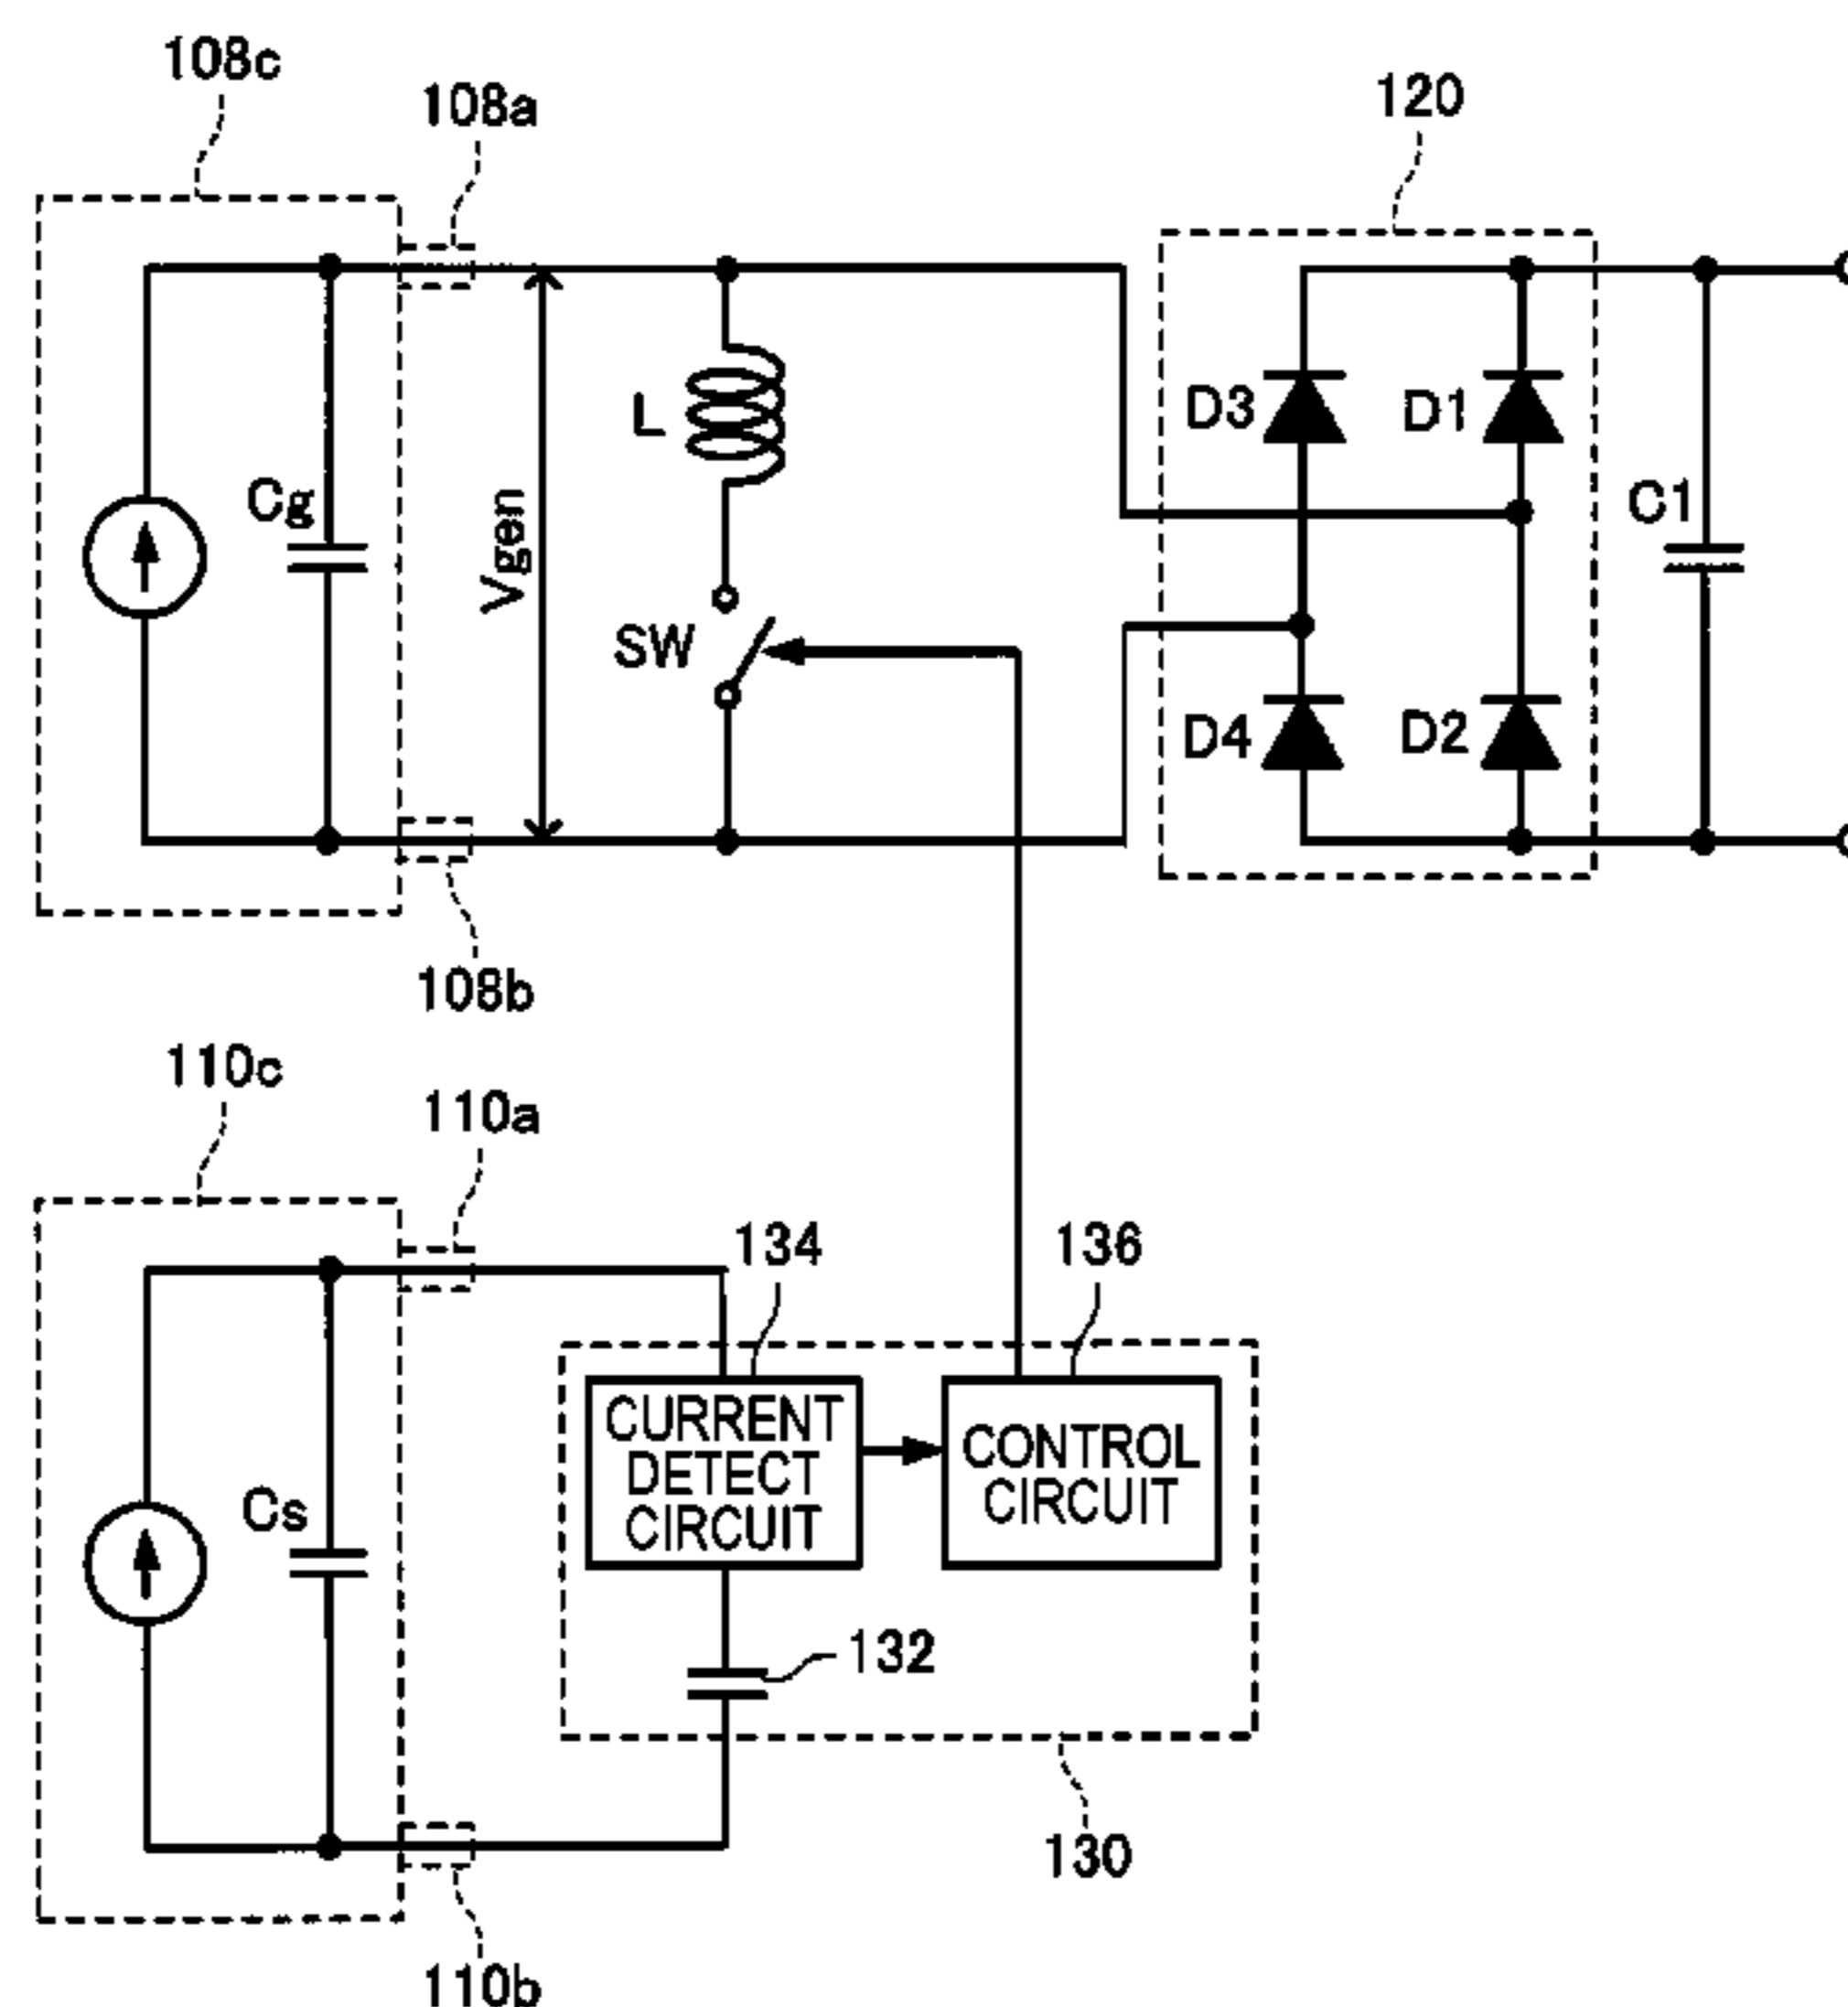 108c
108a
120
L
D3
D1
Cg
C1
Vgen
SW
D4
D2
108b
110c
110a
134
136
CURRENT
DETECT
CIRCUIT
CONTROL
CIRCUIT
Cs
132
130
110b